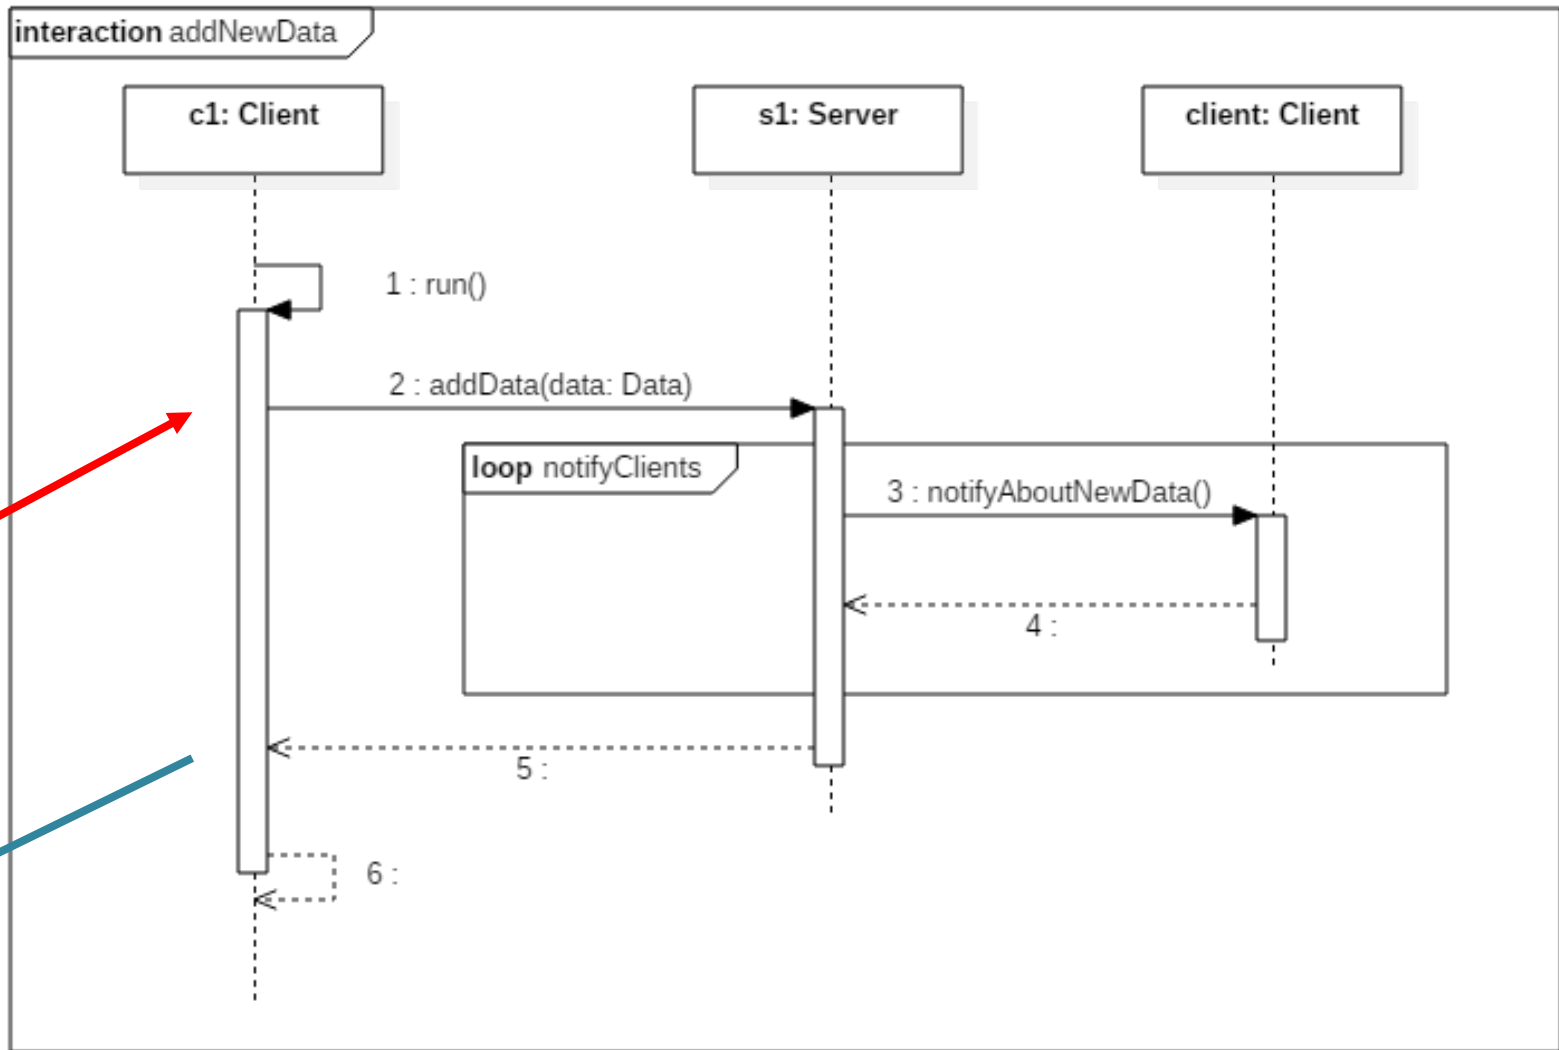 interaction addNewData
c1: Client
s1: Server
client: Client
1 : run()
2 : addData(data: Data)
loop notifyClients
3 : notifyAboutNewData()
4 :
5 :
6 :